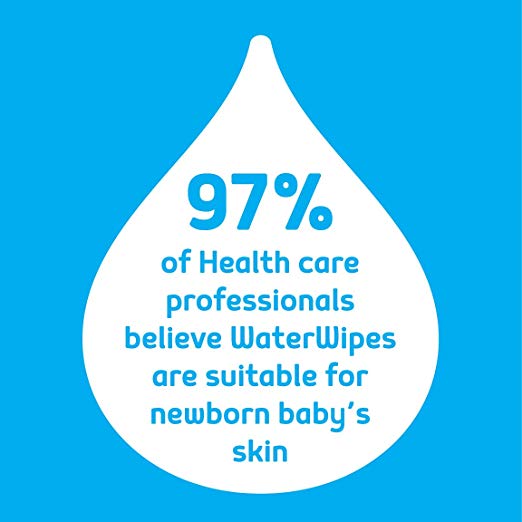 97%
of Health care
professionals
believe WaterWipes
are suitable for
newborn baby's
skin